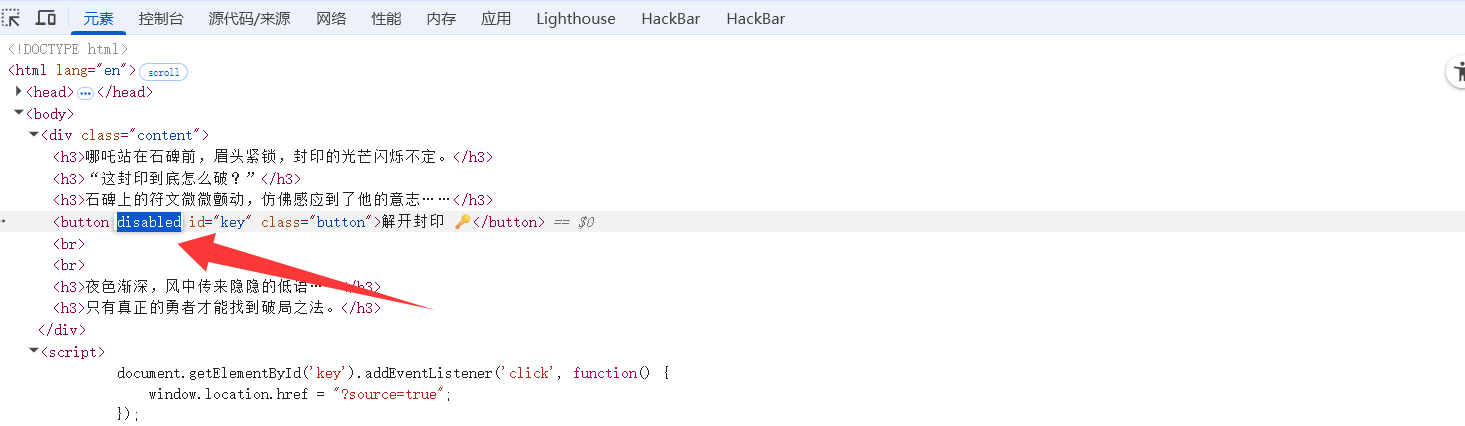 元素 控制台 源代码/来源 网络 性能 内存 应用 Lighthouse HackBar HackBar
<!DOCTYPE html>
<html lang="en"> scroll
<head> … </head>
<body>
<div class="content">
<h3>哪吒站在石碑前，眉头紧锁，封印的光芒闪烁不定。</h3>
<h3>“这封印到底怎么破？”</h3>
<h3>石碑上的符文微微颤动，仿佛感应到了他的意志……</h3>
<button disabled id="key" class="button">解开封印 🔑</button> == $0
<br>
<br>
<h3>夜色渐深，风中传来隐隐的低语… </h3>
<h3>只有真正的勇者才能找到破局之法。</h3>
</div>
<script>
document.getElementById('key').addEventListener('click', function() {
window.location.href = "?source=true";
});